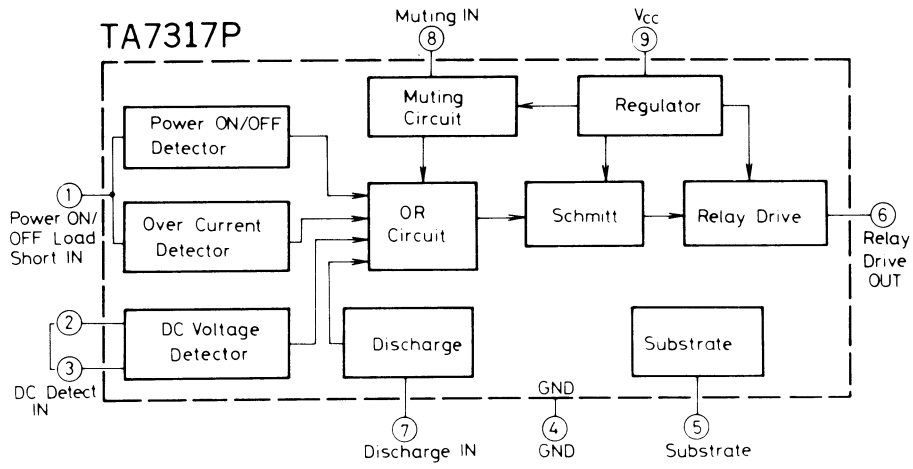 TA7317P
Muting IN
8
Vcc
9
Muting
Circuit
Regulator
Power ON/OFF
Detector
1
Power ON/
OFF Load
Short IN
Over Current
Detector
OR
Circuit
Schmitt
Relay Drive
6
Relay
Drive
OUT
2
3
DC Detect
IN
DC Voltage
Detector
Discharge
Substrate
GND
7
Discharge IN
4
GND
5
Substrate